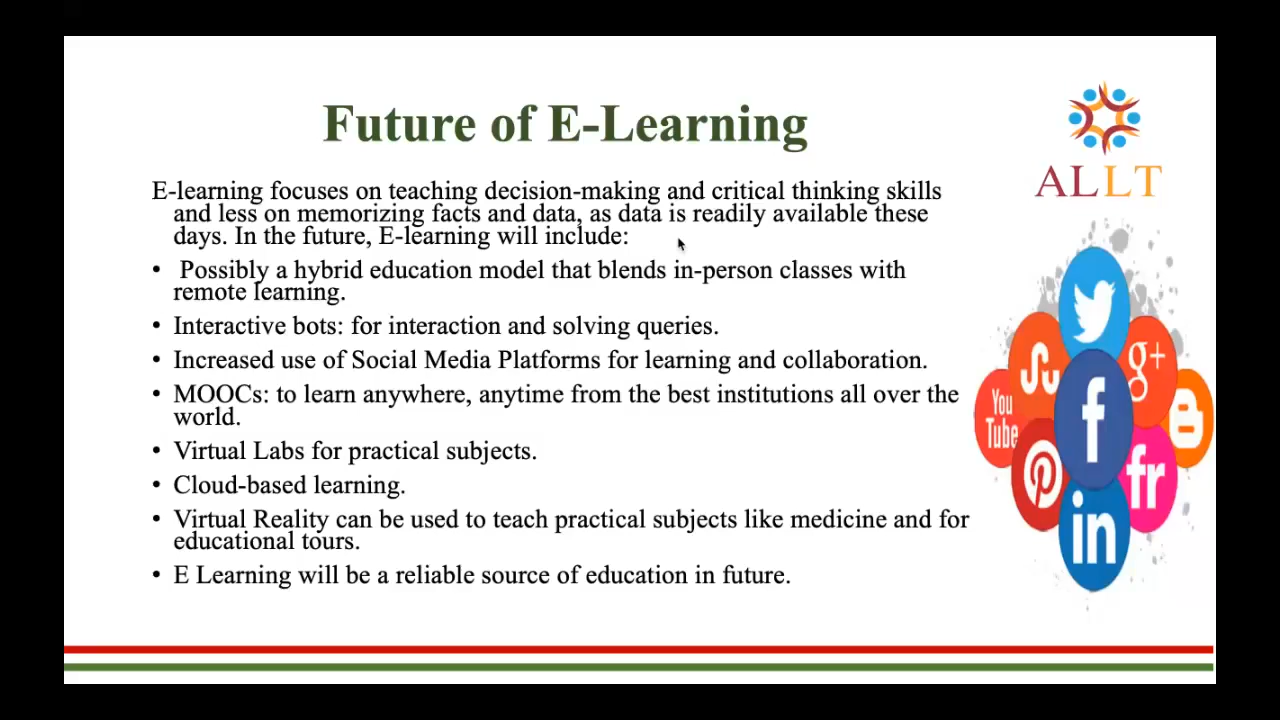 Future of E-Learning
ALLT
E-learning focuses on teaching decision-making and critical thinking skills
and less on memorizing facts and data, as data is readily available these
days. In the future, E-learning will include:
• Possibly a hybrid education model that blends in-person classes with
remote learning.
• Interactive bots: for interaction and solving queries.
• Increased use of Social Media Platforms for learning and collaboration.
• MOOCs: to learn anywhere, anytime from the best institutions all over the
world.
• Virtual Labs for practical subjects.
• Cloud-based learning.
• Virtual Reality can be used to teach practical subjects like medicine and for
educational tours.
• E Learning will be a reliable source of education in future.
g+
You
Tube
f
fr
in